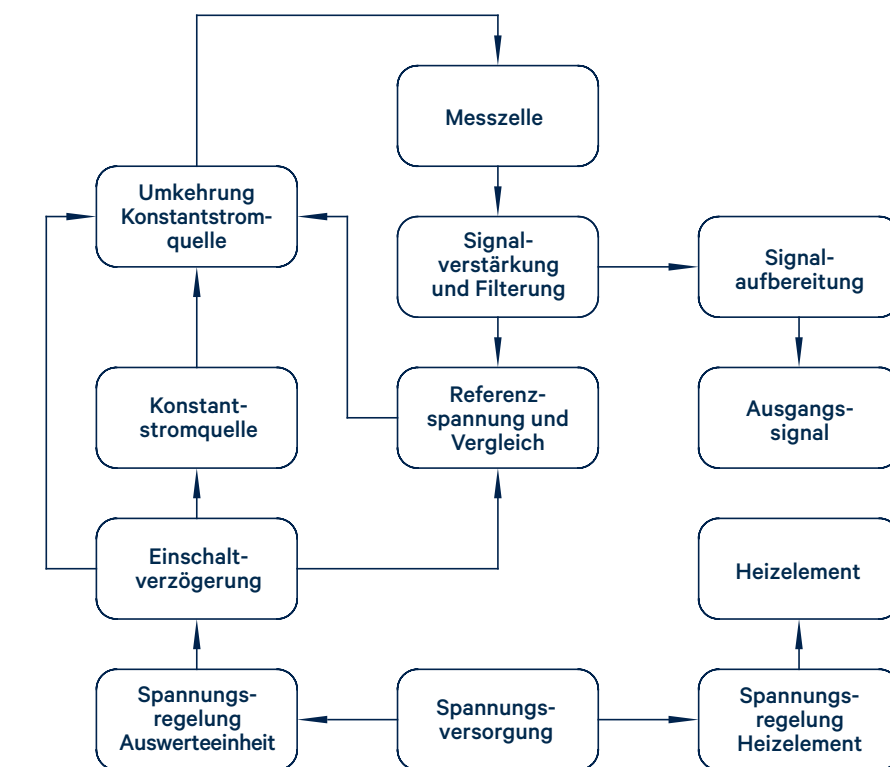 Messzelle
Umkehrung
Konstantstrom-
quelle
Signal-
verstärkung
und Filterung
Signal-
aufbereitung
Konstant-
stromquelle
Referenz-
spannung und
Vergleich
Ausgangs-
signal
Einschalt-
verzögerung
Heizelement
Spannungs-
regelung
Auswerteeinheit
Spannungs-
versorgung
Spannungs-
regelung
Heizelement